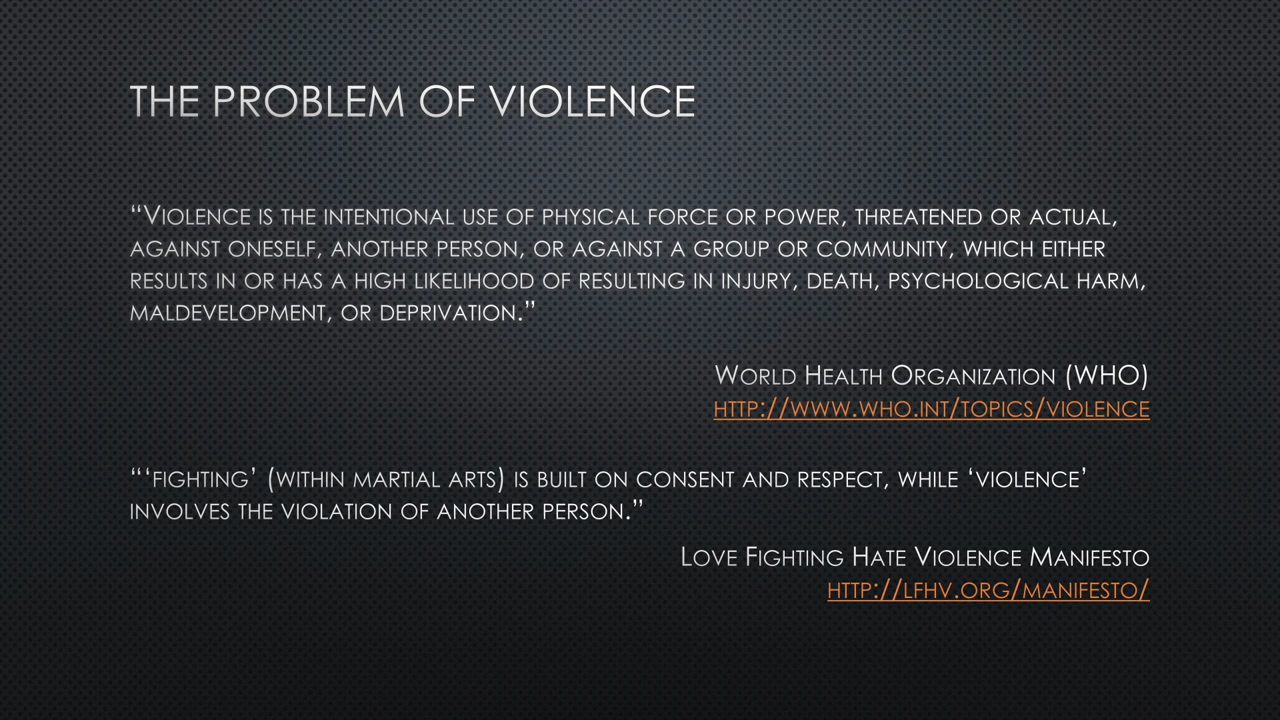 THE PROBLEM OF VIOLENCE
“VIOLENCE IS THE INTENTIONAL USE OF PHYSICAL FORCE OR POWER, THREATENED OR ACTUAL,
AGAINST ONESELF, ANOTHER PERSON, OR AGAINST A GROUP OR COMMUNITY, WHICH EITHER
RESULTS IN OR HAS A HIGH LIKELIHOOD OF RESULTING IN INJURY, DEATH, PSYCHOLOGICAL HARM,
MALDEVELOPMENT, OR DEPRIVATION.”
WORLD HEALTH ORGANIZATION (WHO)
HTTP://WWW.WHO.INT/TOPICS/VIOLENCE
“‘FIGHTING’ (WITHIN MARTIAL ARTS) IS BUILT ON CONSENT AND RESPECT, WHILE ‘VIOLENCE’
INVOLVES THE VIOLATION OF ANOTHER PERSON.”
LOVE FIGHTING HATE VIOLENCE MANIFESTO
HTTP://LFHV.ORG/MANIFESTO/